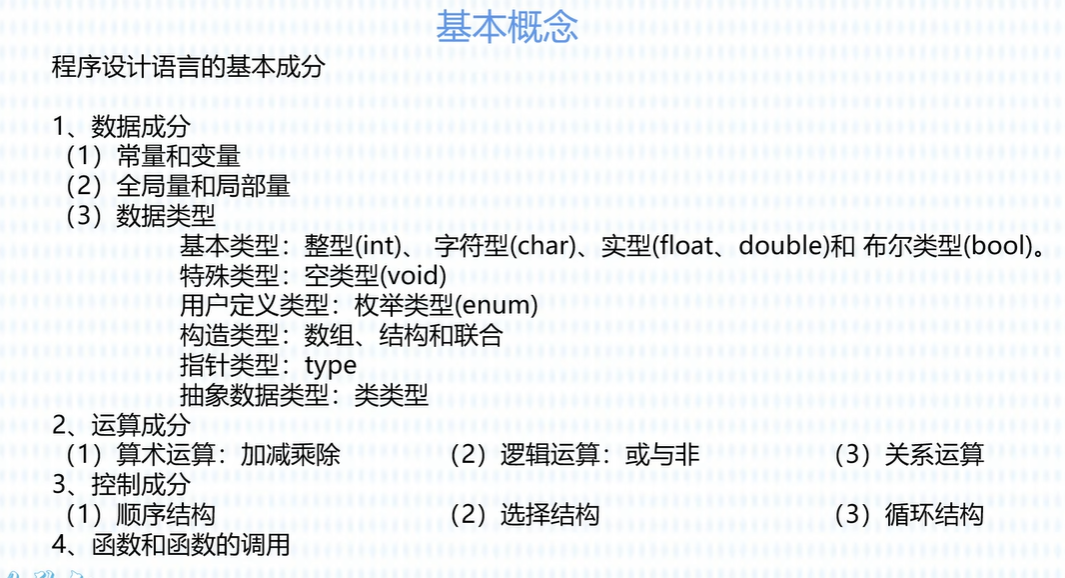 基本概念
程序设计语言的基本成分
1、数据成分
（1）常量和变量
（2）全局量和局部量
（3）数据类型
基本类型：整型(int)、字符型(char)、实型(float、double)和 布尔类型(bool)。
特殊类型：空类型(void)
用户定义类型：枚举类型(enum)
构造类型：数组、结构和联合
指针类型：type
抽象数据类型：类类型
2、运算成分
（1）算术运算：加减乘除 （2）逻辑运算：或与非 （3）关系运算
3、控制成分
（1）顺序结构 （2）选择结构 （3）循环结构
4、函数和函数的调用